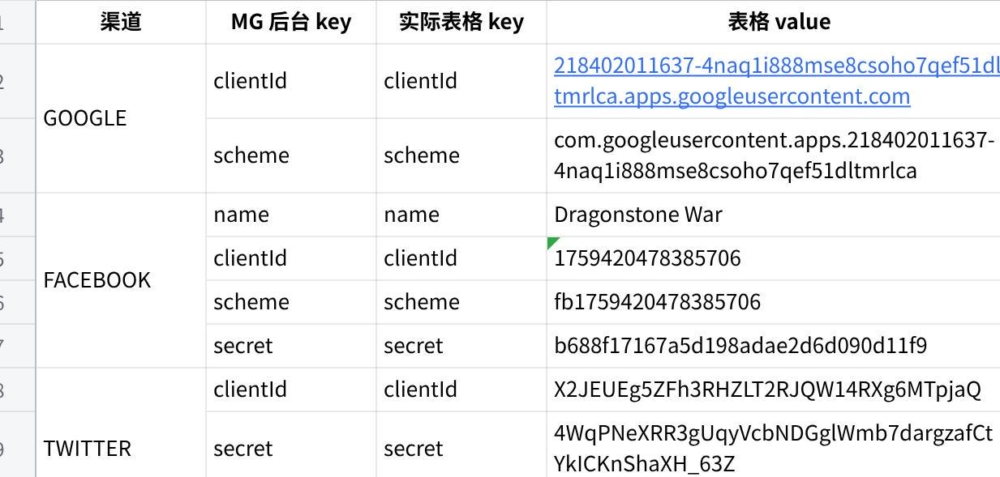 渠道 MG 后台 key 实际表格 key 表格 value
GOOGLE
clientId clientId 218402011637-4naq1i888mse8csoho7qef51dl
tmrlca.apps.googleusercontent.com
scheme scheme com.googleusercontent.apps.218402011637-
4naq1i888mse8csoho7qef51dltmrlca
FACEBOOK
name name Dragonstone War
clientId clientId 1759420478385706
scheme scheme fb1759420478385706
secret secret b688f17167a5d198adae2d6d090d11f9
TWITTER
clientId clientId X2JEUEg5ZFh3RHZLT2RJQW14RXg6MTpjaQ
secret secret 4WqPNeXRR3gUqyVcbNDGglWmb7dargzafCt
YkICKnShaXH_63Z